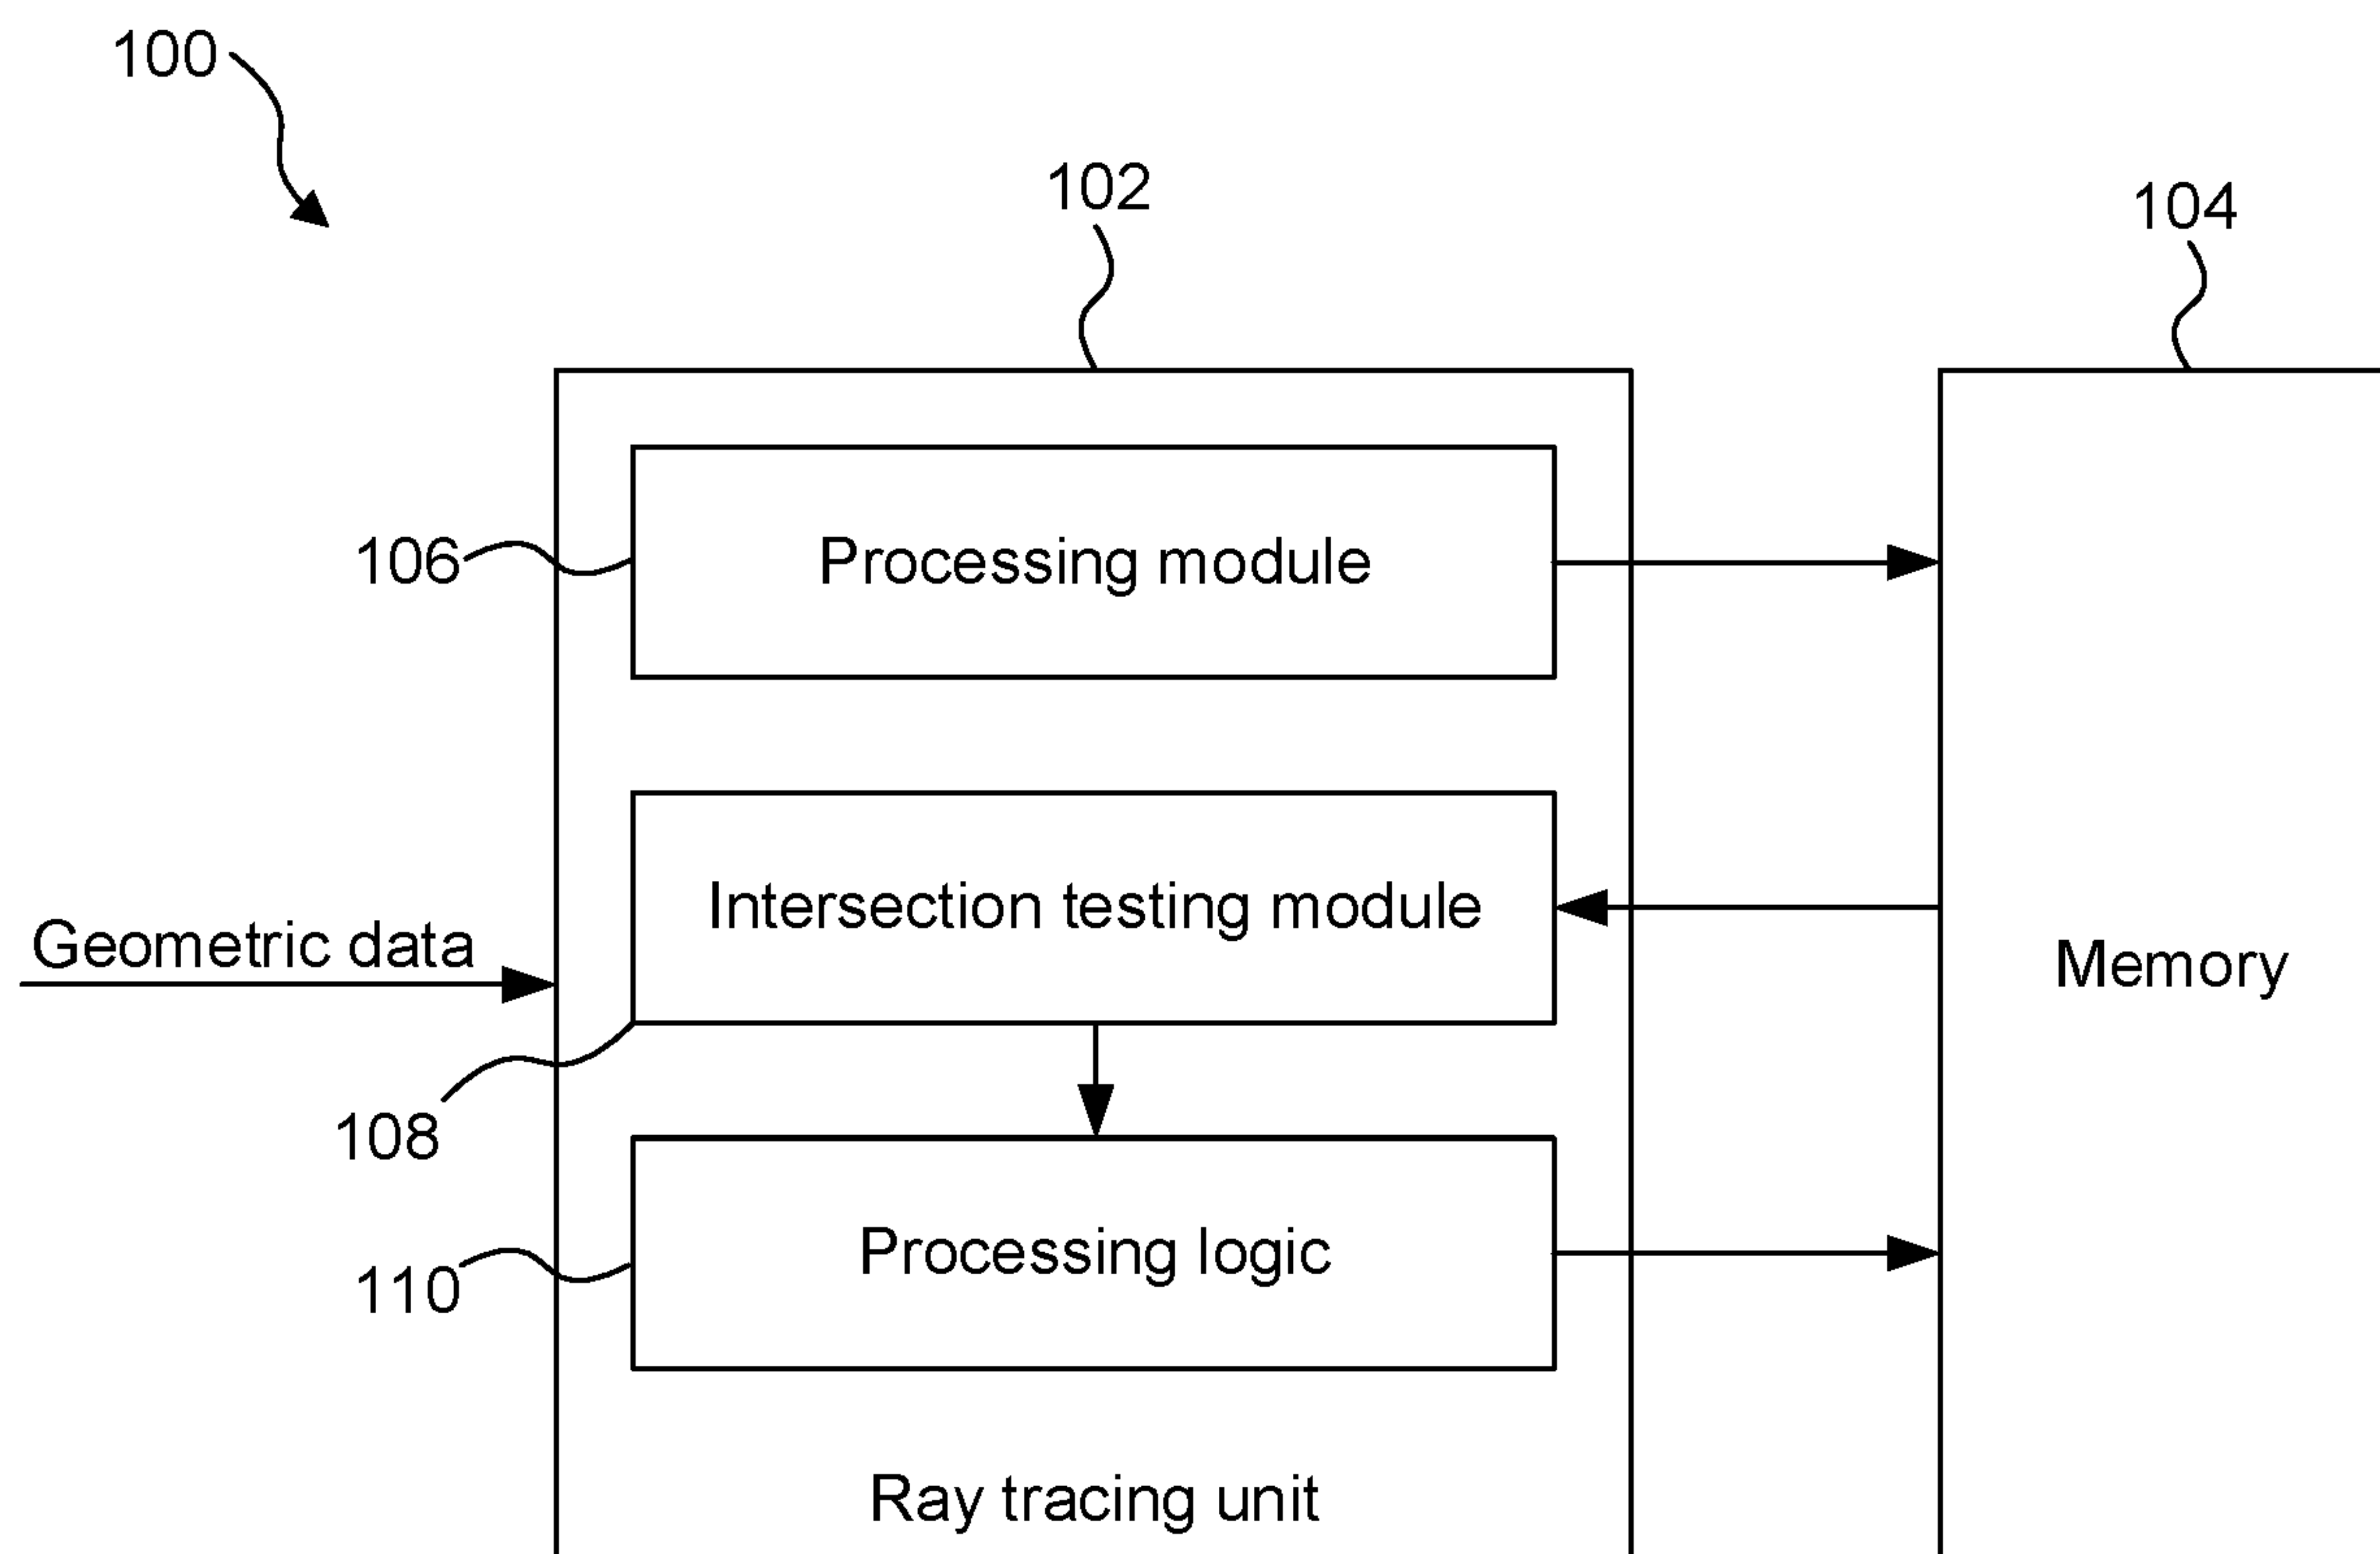 100
102
104
106
Processing module
Intersection testing module
Geometric data
Memory
108
Processing logic
110
Ray tracing unit